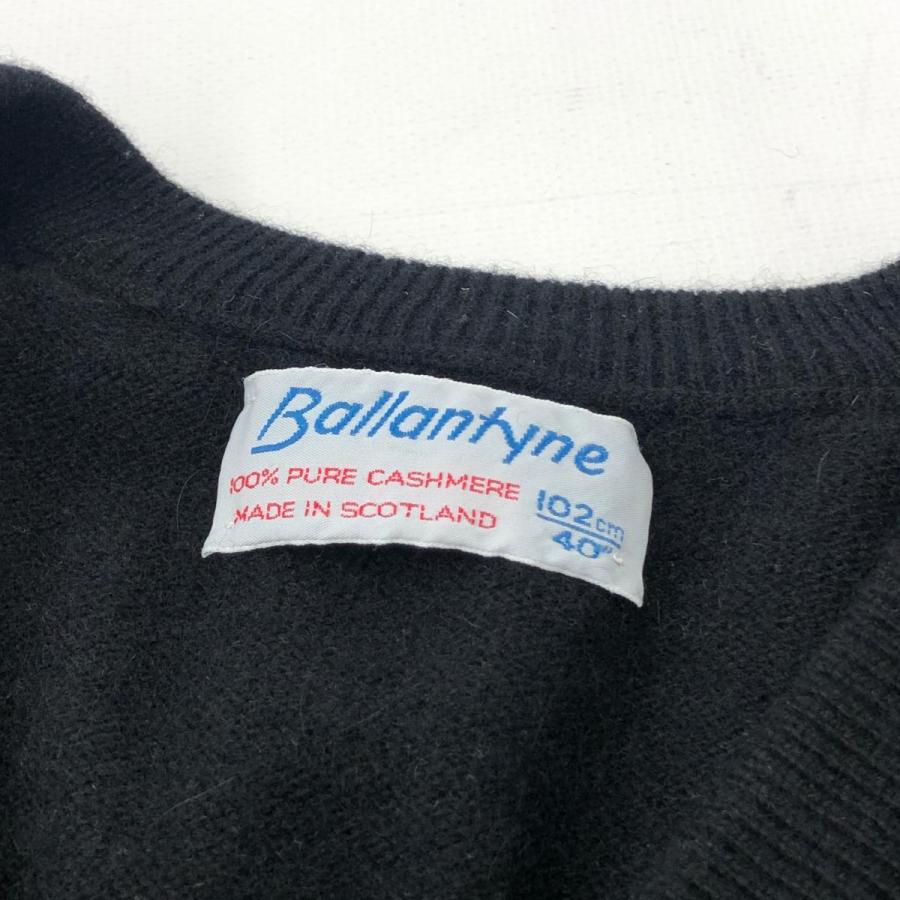 Ballantyne
100% PURE CASHMERE
MADE IN SCOTLAND
102cm
40"